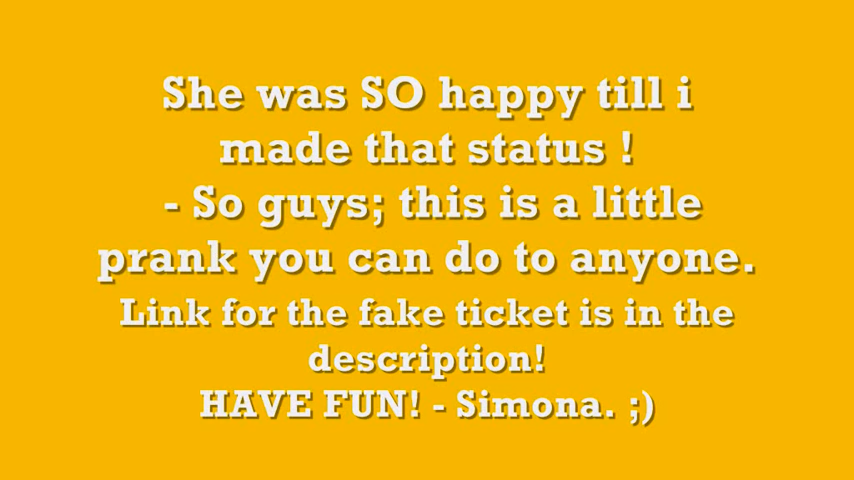 She was SO happy till i
made that status !
- So guys; this is a little
prank you can do to anyone.
Link for the fake ticket is in the
description!
HAVE FUN! - Simona. ;)